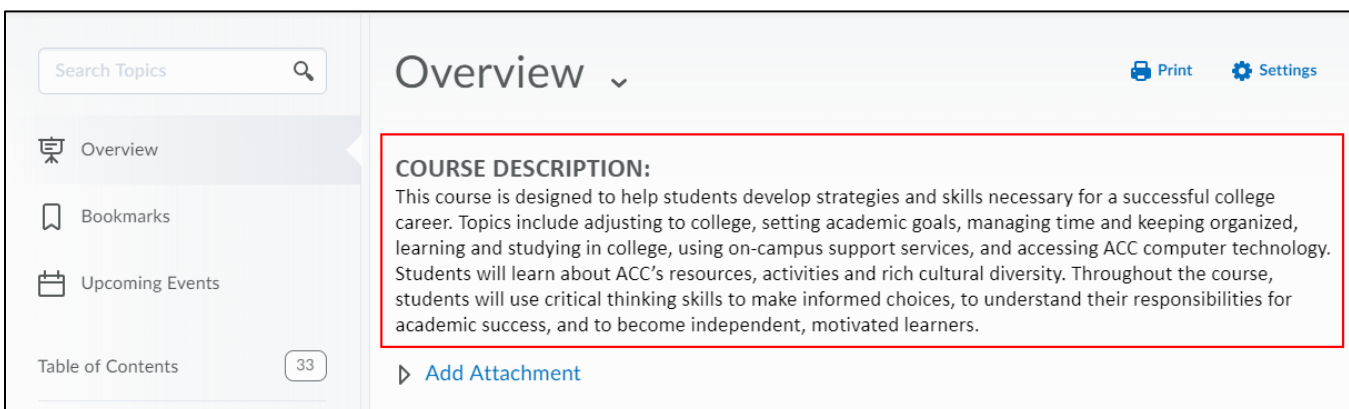 Search Topics
Overview
Bookmarks
Upcoming Events
Table of Contents 33
Overview
Print Settings
COURSE DESCRIPTION:
This course is designed to help students develop strategies and skills necessary for a successful college
career. Topics include adjusting to college, setting academic goals, managing time and keeping organized,
learning and studying in college, using on-campus support services, and accessing ACC computer technology.
Students will learn about ACC’s resources, activities and rich cultural diversity. Throughout the course,
students will use critical thinking skills to make informed choices, to understand their responsibilities for
academic success, and to become independent, motivated learners.
Add Attachment